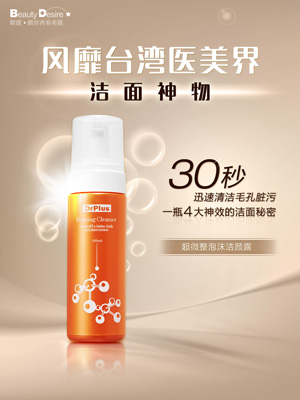 Beauty Desire
风靡台湾医美界
洁面神物
DrPlus
Foaming Cleanser
30秒
迅速清洁毛孔脏污
一瓶4大神效的洁面秘密
超微整泡沫洁颜露